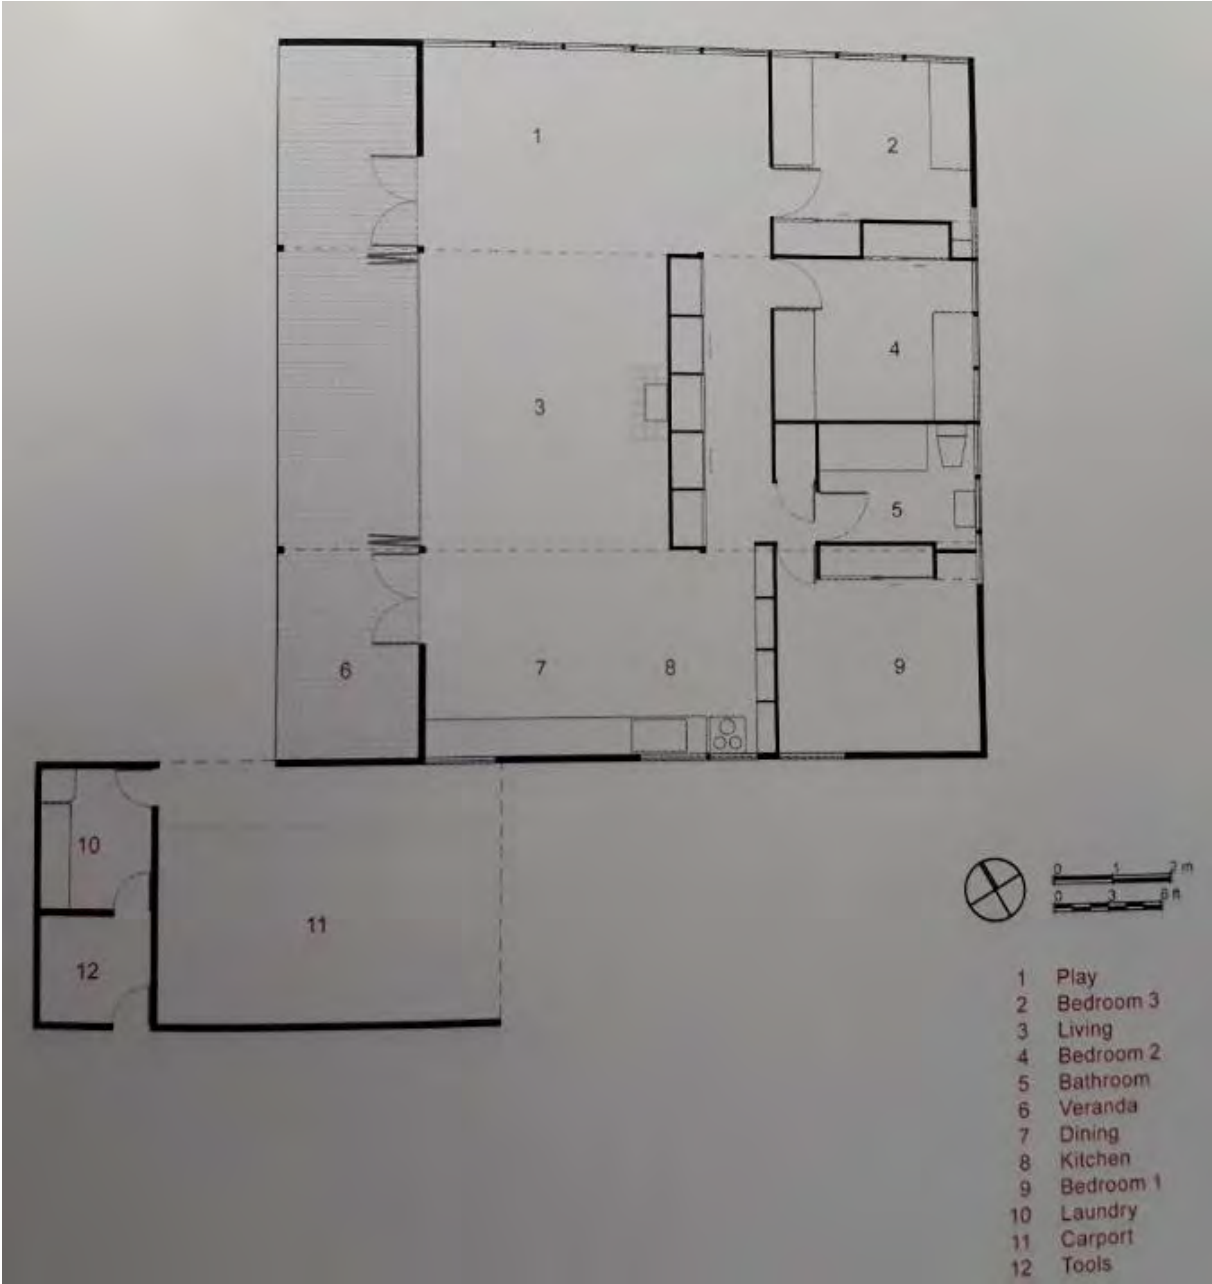 1
2
3
4
5
6
7
8
9
10
11
12
0 1 2 m
0 3 6 ft
1 Play
2 Bedroom 3
3 Living
4 Bedroom 2
5 Bathroom
6 Veranda
7 Dining
8 Kitchen
9 Bedroom 1
10 Laundry
11 Carport
12 Tools